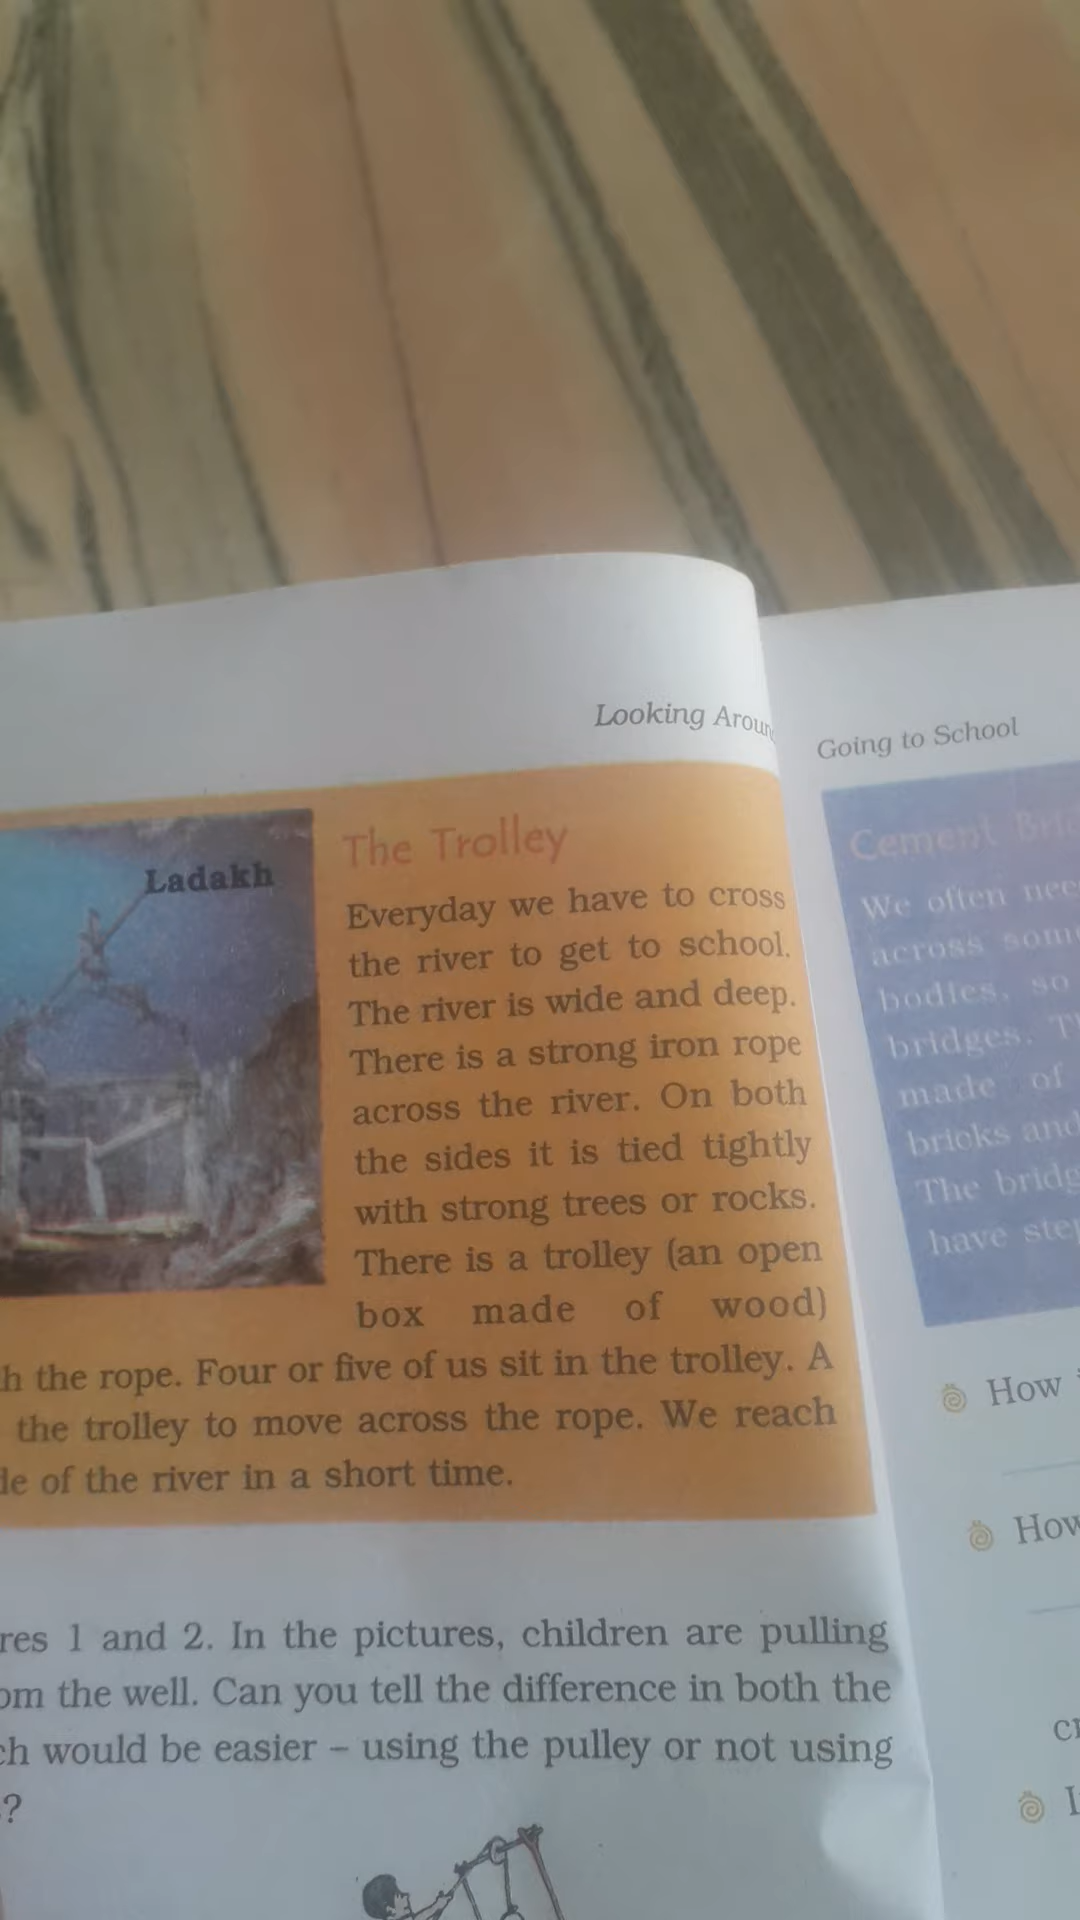 Looking Aroun
Ladakh
The Trolley
Everyday we have to cross
the river to get to school.
The river is wide and deep.
There is a strong iron rope
across the river. On both
the sides it is tied tightly
with strong trees or rocks.
There is a trolley (an open
box made of wood)
h the rope. Four or five of us sit in the trolley. A
the trolley to move across the rope. We reach
de of the river in a short time.
res 1 and 2. In the pictures, children are pulling
om the well. Can you tell the difference in both the
ch would be easier – using the pulley or not using
?
Going to School
Cement Brid
We often nee
across som
bodies, so
bridges. T
made of
bricks and
The bridg
have step
How
How